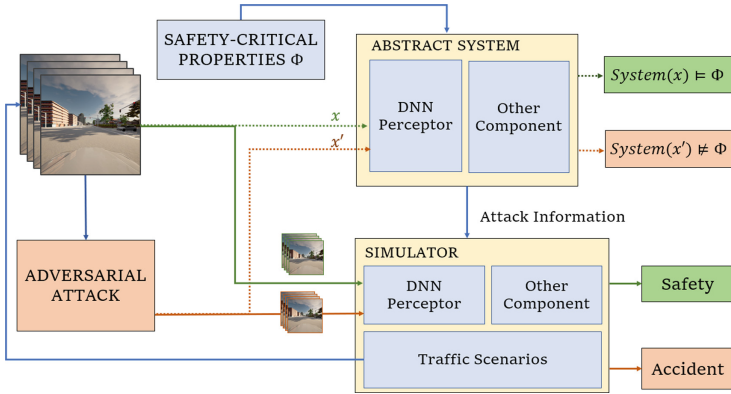 SAFETY-CRITICAL
PROPERTIES Φ
ABSTRACT SYSTEM
DNN
Perceptor
Other
Component
System(x) ⊨ Φ
System(x′) ⊭ Φ
x
x′
Attack Information
ADVERSARIAL
ATTACK
SIMULATOR
DNN
Perceptor
Other
Component
Traffic Scenarios
Safety
Accident